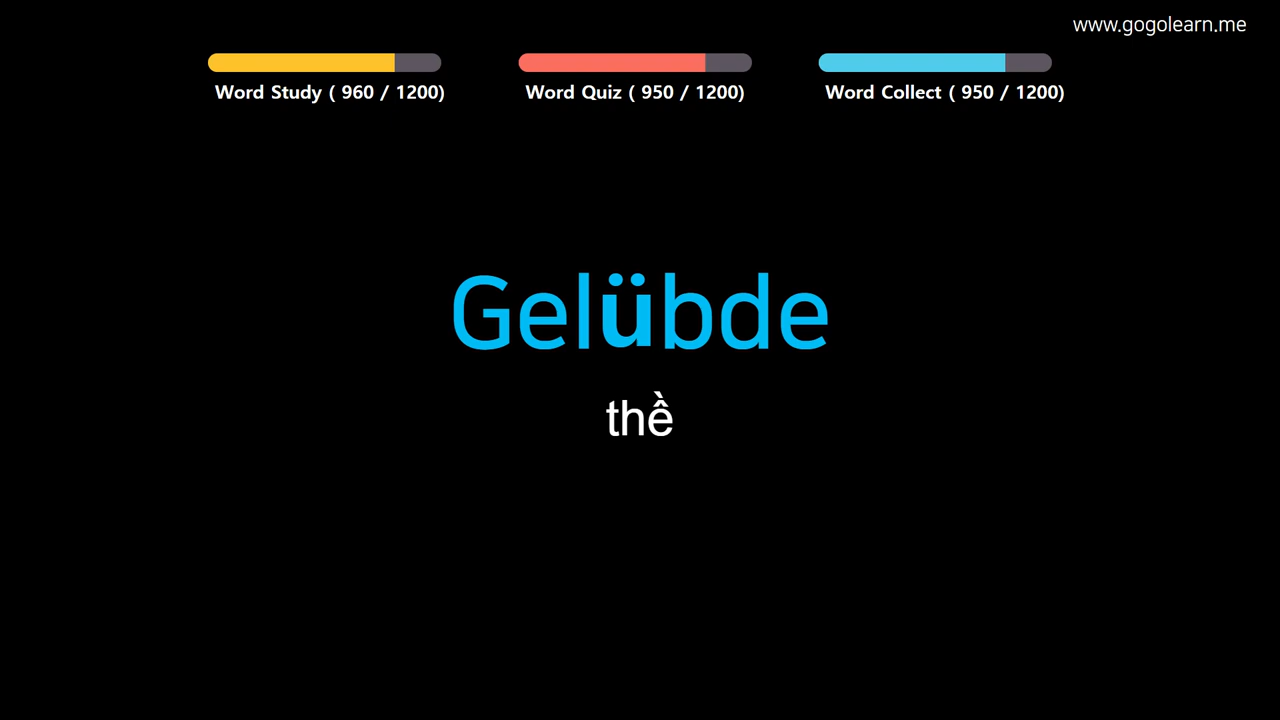 www.gogolearn.me
Word Study ( 960 / 1200)
Word Quiz ( 950 / 1200)
Word Collect ( 950 / 1200)
Gelübde
thề